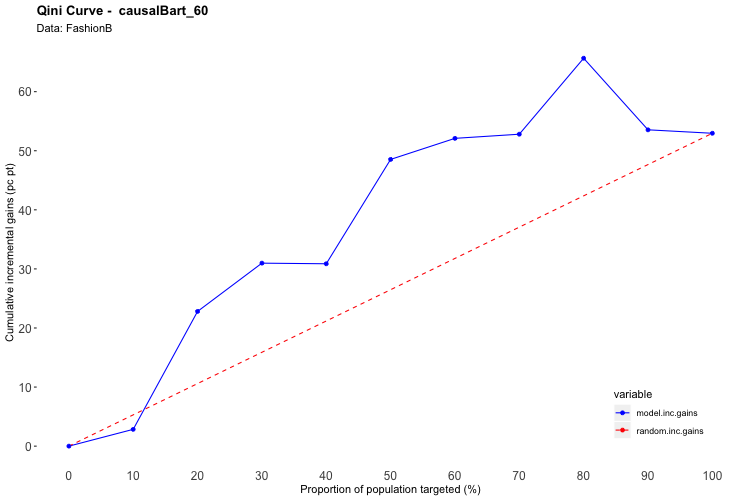 Qini Curve -  causalBart_60
Data: FashionB
Cumulative incremental gains (pc pt)
60
50
40
30
20
10
0
0 10 20 30 40 50 60 70 80 90 100
Proportion of population targeted (%)
variable
model.inc.gains
random.inc.gains